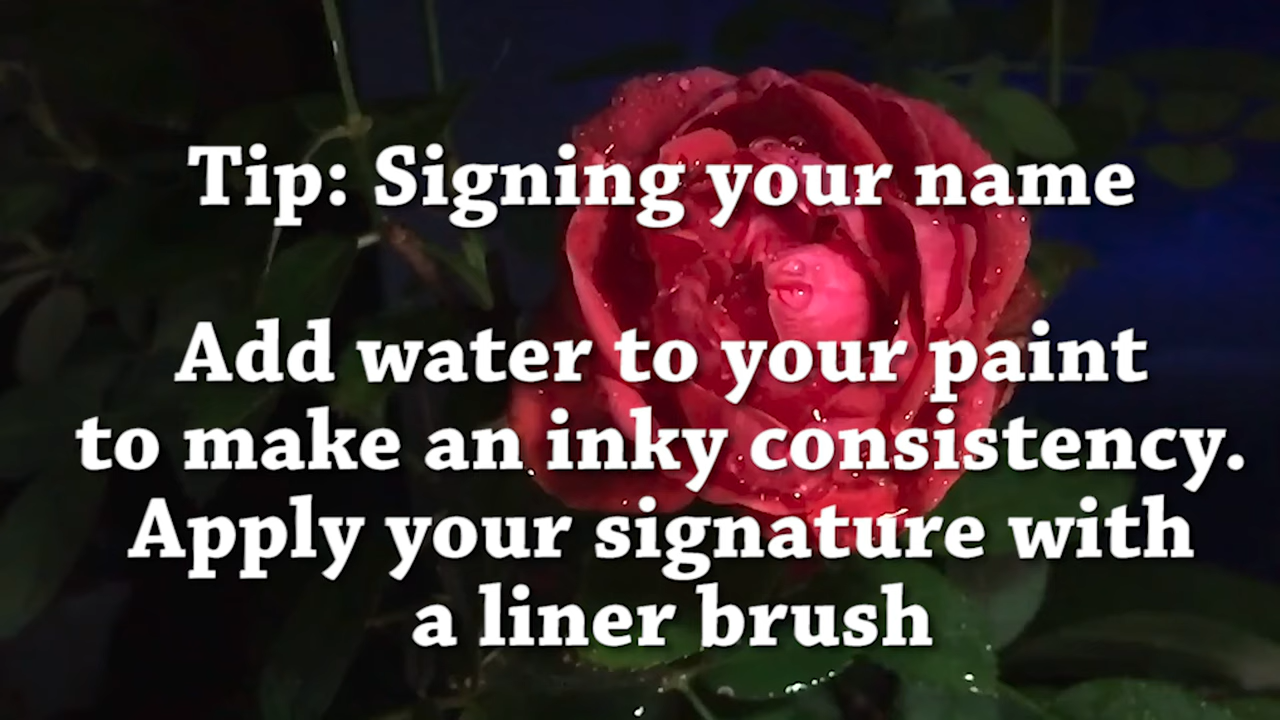 Tip: Signing your name
Add water to your paint
to make an inky consistency.
Apply your signature with
a liner brush